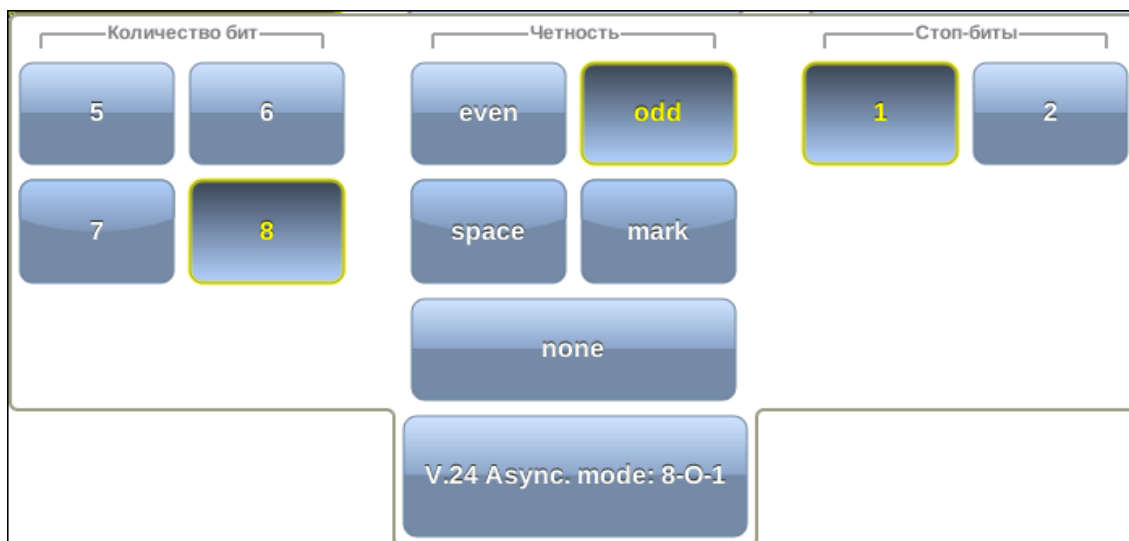 Количество бит
Четность
Стоп-биты
5
6
even
odd
1
2
7
8
space
mark
none
V.24 Async. mode: 8-O-1